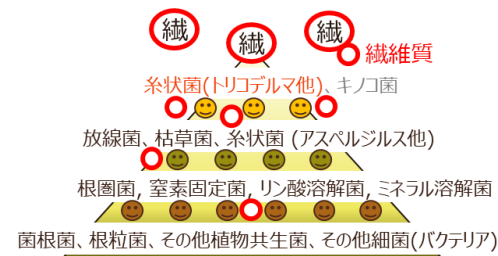 繊 繊 繊
繊維質
糸状菌(トリコデルマ他)、キノコ菌
放線菌、枯草菌、糸状菌 (アスペルジルス他)
根圏菌, 窒素固定菌, リン酸溶解菌, ミネラル溶解菌
菌根菌、根粒菌、その他植物共生菌、その他細菌(バクテリア)